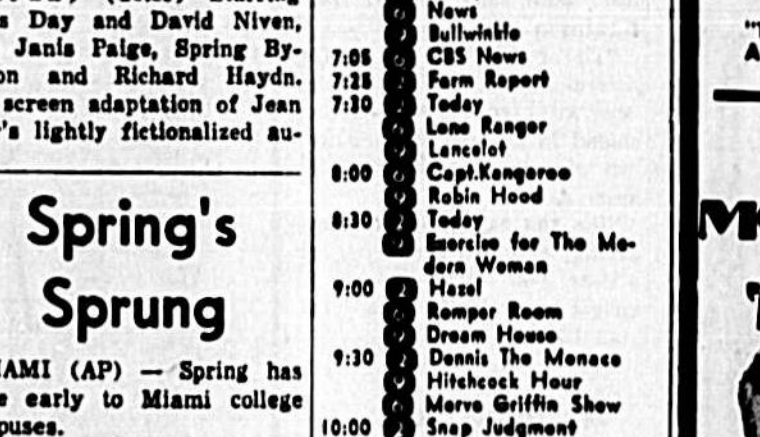 s Day and David Niven,
Janis Paige, Spring By-
on and Richard Haydn.
screen adaptation of Jean
r's lightly fictionalized au-
Spring's
Sprung
IAMI (AP) — Spring has
e early to Miami college
puses.
News
Bullwinkle
7:05 CBS News
7:25 Farm Report
7:30 Today
Lone Ranger
Lancelot
8:00 Capt.Kangaroo
Robin Hood
8:30 Today
Exercise for The Mo-
dern Woman
9:00 Hazel
Romper Room
Dream House
9:30 Dennis The Menace
Hitchcock Hour
Merve Griffin Show
10:00 Snap Judgment